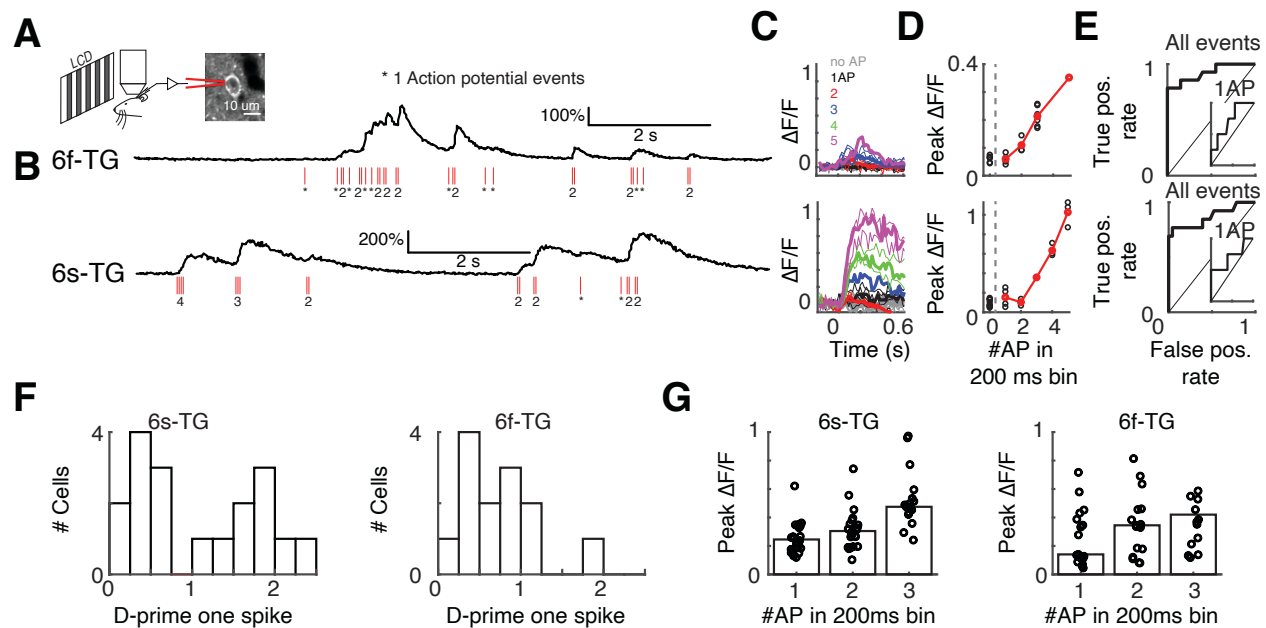 A
LCD
10 um
* 1 Action potential events
100%
2 s
B
6f-TG
* * 2 * 2 * * 2 2 2 * 2 * * 2 2 * * 2
200%
2 s
6s-TG
4 3 2 2 2 * * 2 2
C
no AP
1AP
2
3
4
5
ΔF/F
1
0
ΔF/F
1
0
0 0.6
Time (s)
D
Peak ΔF/F
0.4
0
Peak ΔF/F
1
0
0 2 4
#AP in
200 ms bin
E
All events
1AP
True pos.
rate
1
0
All events
1AP
True pos.
rate
1
0
1
False pos.
rate
F
6s-TG
# Cells
4
0
0 1 2
D-prime one spike
6f-TG
# Cells
4
0
0 1 2
D-prime one spike
G
6s-TG
Peak ΔF/F
1
0
1 2 3
#AP in 200ms bin
6f-TG
Peak ΔF/F
1
0
1 2 3
#AP in 200ms bin